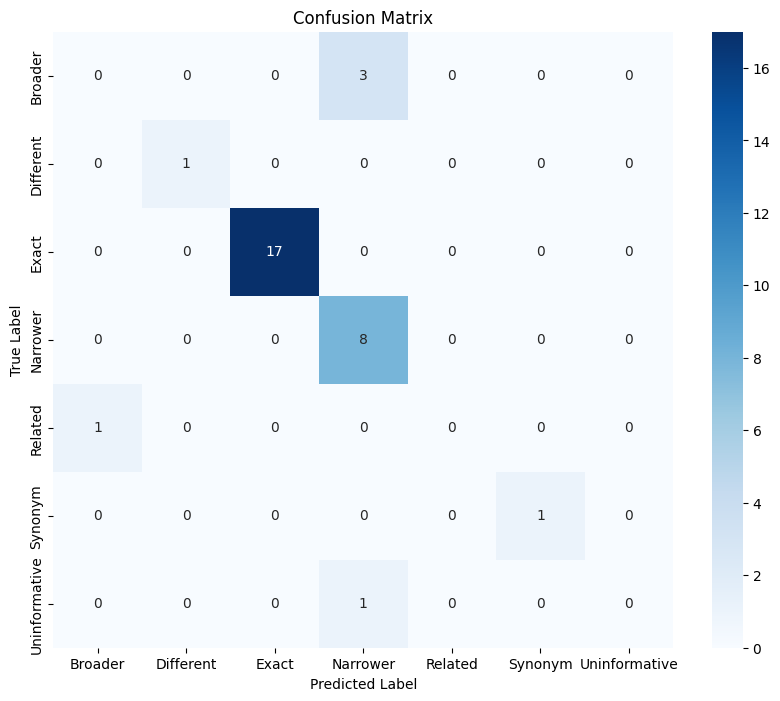 Confusion Matrix
True Label
Broader 0 0 0 3 0 0 0
Different 0 1 0 0 0 0 0
Exact 0 0 17 0 0 0 0
Narrower 0 0 0 8 0 0 0
Related 1 0 0 0 0 0 0
Synonym 0 0 0 0 0 1 0
Uninformative 0 0 0 1 0 0 0
Broader Different Exact Narrower Related Synonym Uninformative
Predicted Label
16
14
12
10
8
6
4
2
0